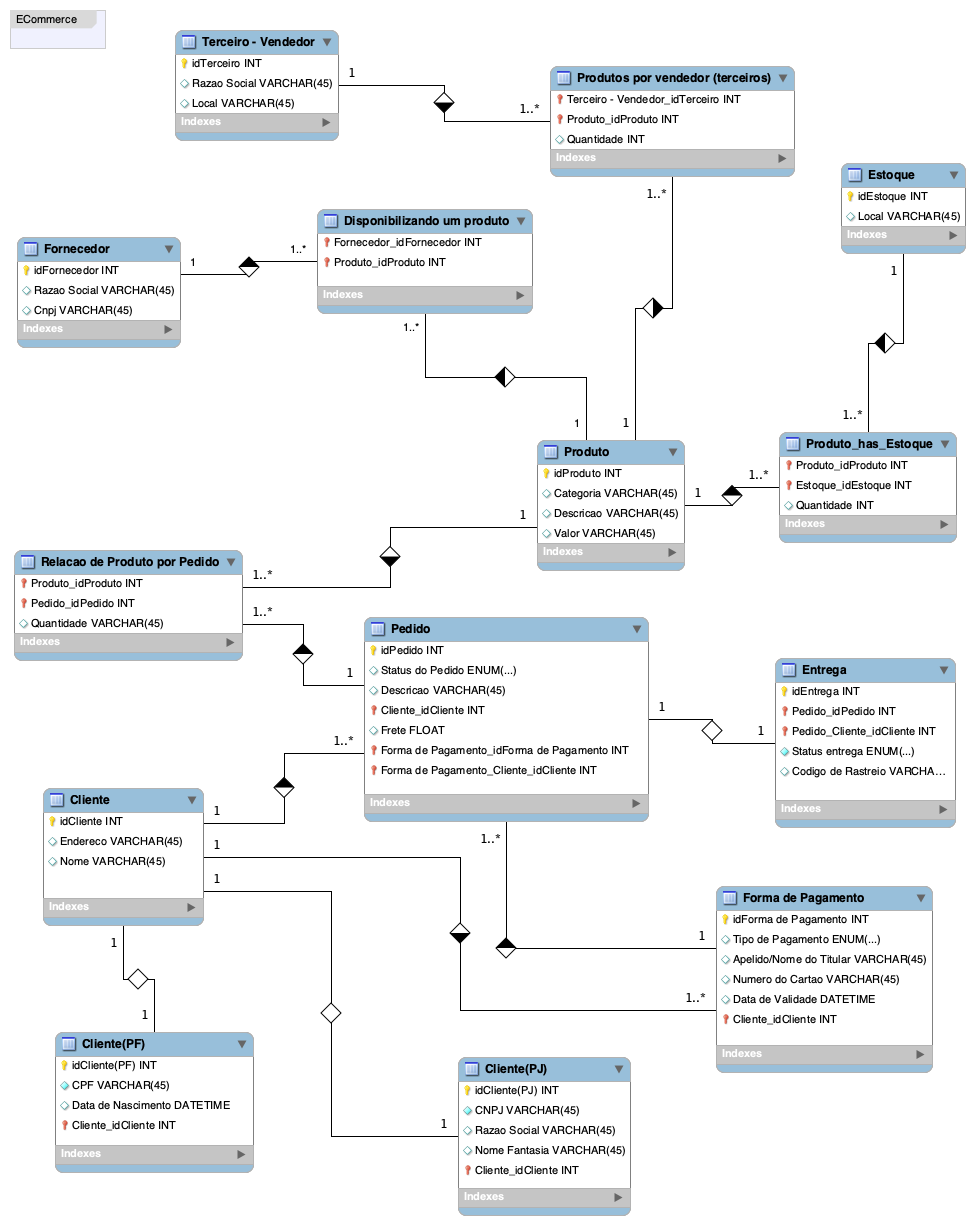 ECommerce
Terceiro - Vendedor
idTerceiro INT
Razao Social VARCHAR(45)
Local VARCHAR(45)
Indexes
1
1..*
Produtos por vendedor (terceiros)
Terceiro - Vendedor_idTerceiro INT
Produto_idProduto INT
Quantidade INT
Indexes
1..*
1
Estoque
idEstoque INT
Local VARCHAR(45)
Indexes
1
1..*
Fornecedor
idFornecedor INT
Razao Social VARCHAR(45)
Cnpj VARCHAR(45)
Indexes
1
1..*
Disponibilizando um produto
Fornecedor_idFornecedor INT
Produto_idProduto INT
Indexes
1..*
1
Produto
idProduto INT
Categoria VARCHAR(45)
Descricao VARCHAR(45)
Valor VARCHAR(45)
Indexes
1
1..*
Produto_has_Estoque
Produto_idProduto INT
Estoque_idEstoque INT
Quantidade INT
Indexes
1
1..*
Relacao de Produto por Pedido
Produto_idProduto INT
Pedido_idPedido INT
Quantidade VARCHAR(45)
Indexes
1..*
1
Pedido
idPedido INT
Status do Pedido ENUM(...)
Descricao VARCHAR(45)
Cliente_idCliente INT
Frete FLOAT
Forma de Pagamento_idForma de Pagamento INT
Forma de Pagamento_Cliente_idCliente INT
Indexes
1
1
Entrega
idEntrega INT
Pedido_idPedido INT
Pedido_Cliente_idCliente INT
Status entrega ENUM(...)
Codigo de Rastreio VARCHA...
Indexes
1..*
Cliente
idCliente INT
Endereco VARCHAR(45)
Nome VARCHAR(45)
Indexes
1
1
1
1..*
1
1..*
Forma de Pagamento
idForma de Pagamento INT
Tipo de Pagamento ENUM(...)
Apelido/Nome do Titular VARCHAR(45)
Numero do Cartao VARCHAR(45)
Data de Validade DATETIME
Cliente_idCliente INT
Indexes
1
1
Cliente(PF)
idCliente(PF) INT
CPF VARCHAR(45)
Data de Nascimento DATETIME
Cliente_idCliente INT
Indexes
1
Cliente(PJ)
idCliente(PJ) INT
CNPJ VARCHAR(45)
Razao Social VARCHAR(45)
Nome Fantasia VARCHAR(45)
Cliente_idCliente INT
Indexes